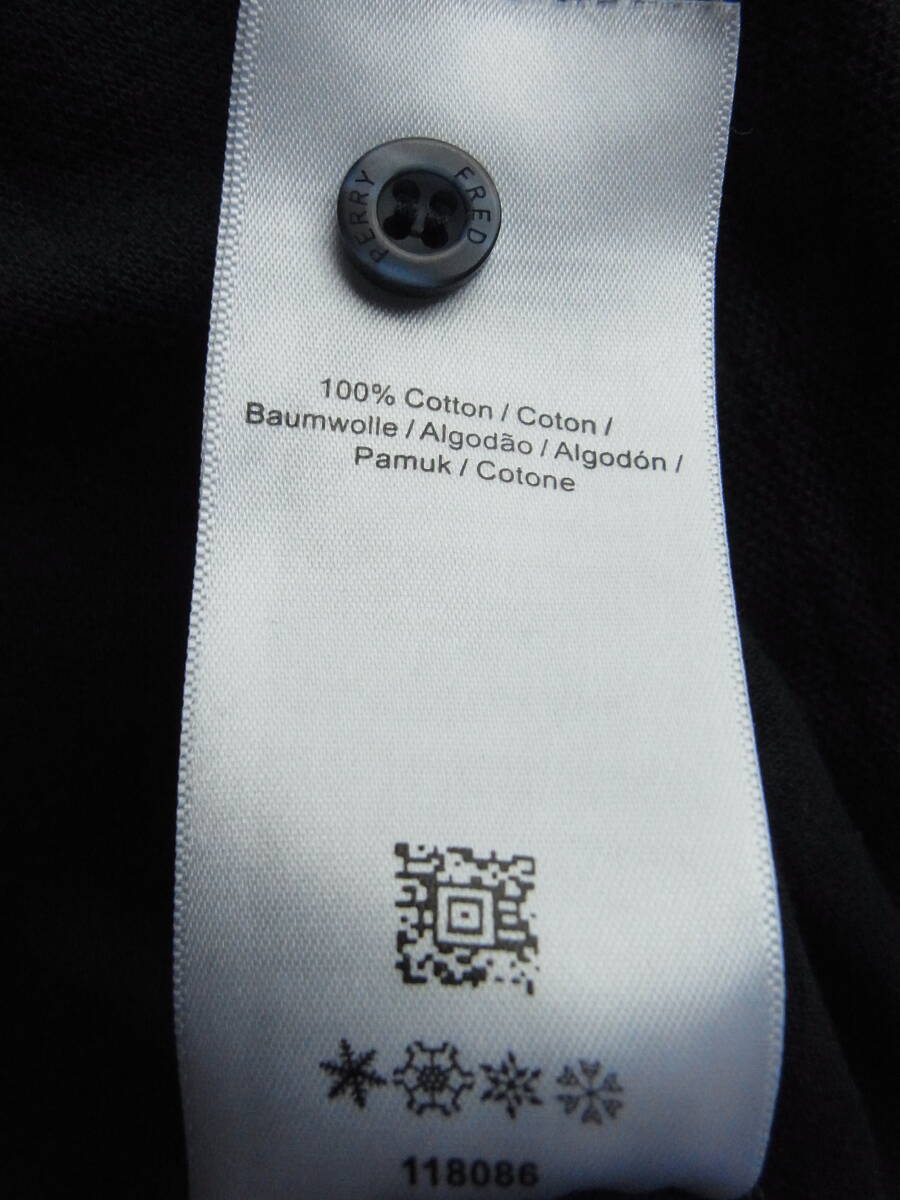 FRED PERRY
100% Cotton / Coton /
Baumwolle / Algodão / Algodón /
Pamuk / Cotone
118086